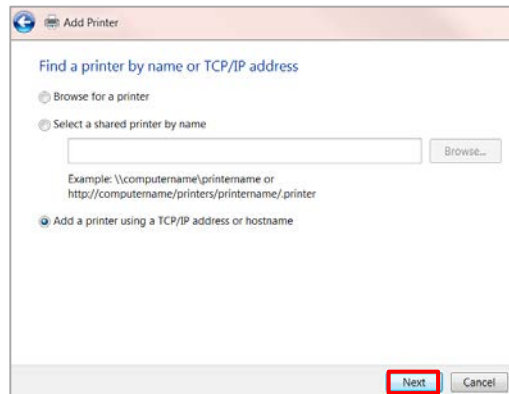 Add Printer
Find a printer by name or TCP/IP address
Browse for a printer
Select a shared printer by name
Browse...
Example: \\computername\printername or
http://computername/printers/printername/.printer
Add a printer using a TCP/IP address or hostname
Next Cancel